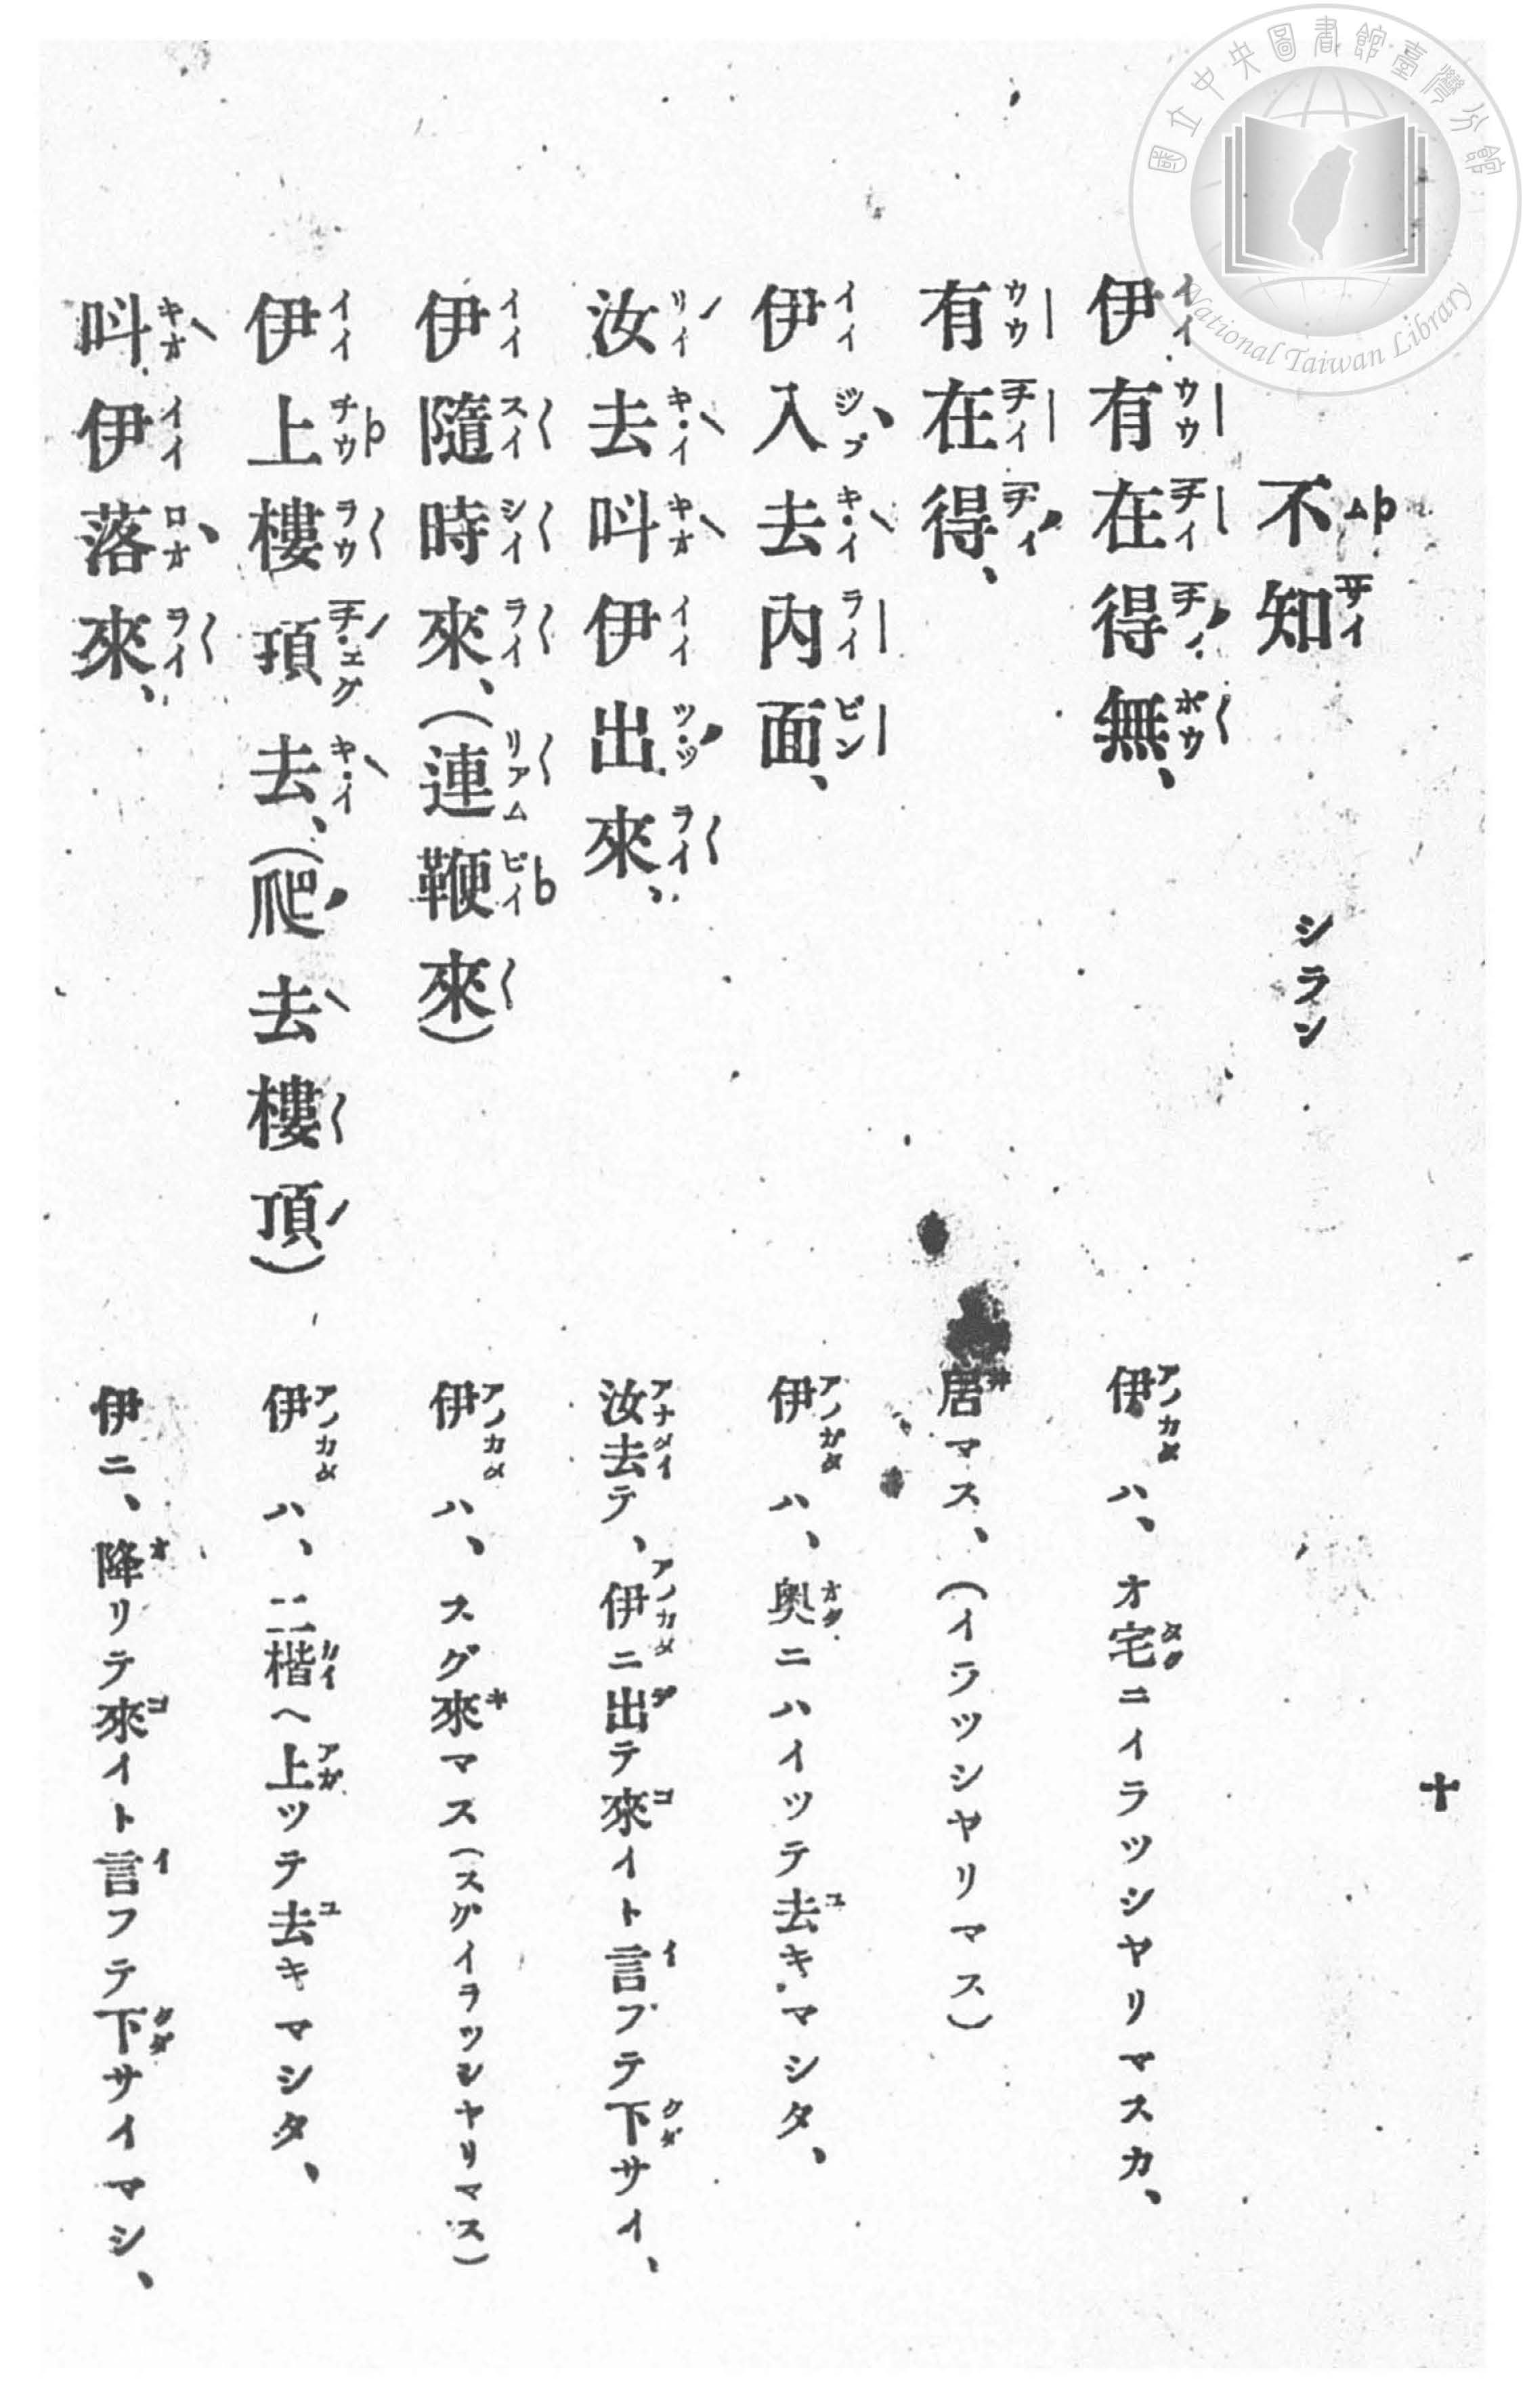 國立中央圖書館臺灣分館
National Taiwan Library
十
不知 シラン
伊有在得無、
伊ハ、オ宅ニイラツシヤリマスカ、
有在得、
居マス、(イラツシヤリマス)
伊入去內面、
伊ハ、奥ニハイツテ去キマシタ、
汝去呌伊出來、
汝去テ、伊ニ出テ來イト言フテ下サイ、
伊隨時來、(連鞭來)
伊ハ、スグ來マス(スグイラツシヤリマス)
伊上樓頂去、(爬去樓頂)
伊ハ、二楷ヘ上ツテ去キマシタ、
呌伊落來、
伊ニ、降リテ來イト言フテ下サイマシ、